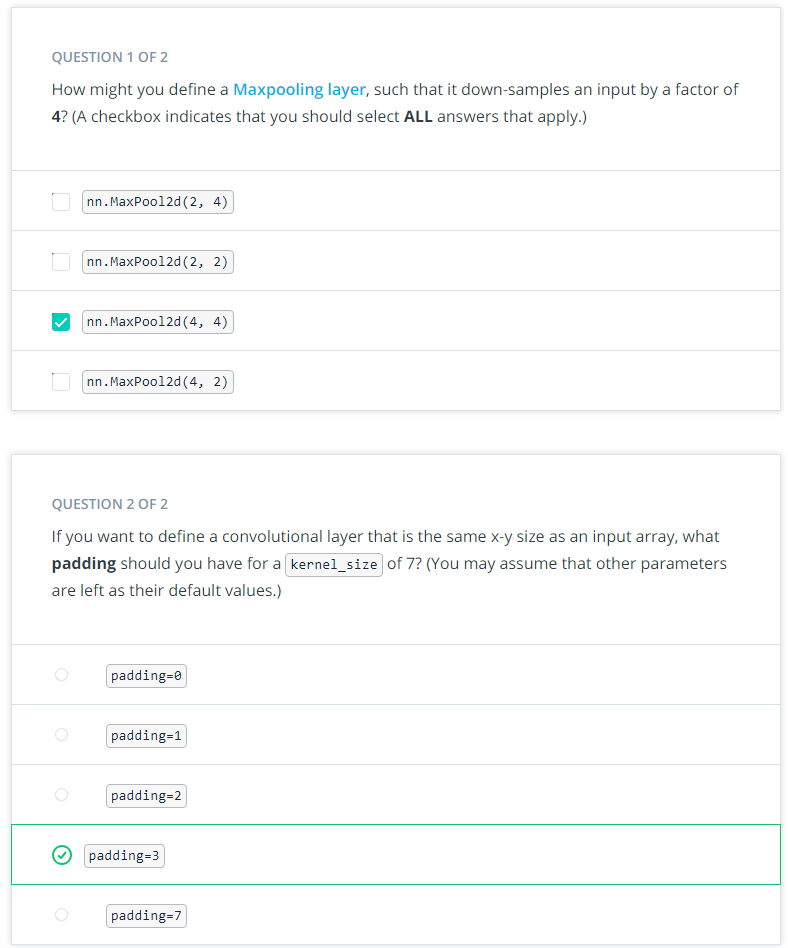 QUESTION 1 OF 2
How might you define a Maxpooling layer, such that it down-samples an input by a factor of
4? (A checkbox indicates that you should select ALL answers that apply.)
nn.MaxPool2d(2, 4)
nn.MaxPool2d(2, 2)
nn.MaxPool2d(4, 4)
nn.MaxPool2d(4, 2)
QUESTION 2 OF 2
If you want to define a convolutional layer that is the same x-y size as an input array, what
padding should you have for a kernel_size of 7? (You may assume that other parameters
are left as their default values.)
padding=0
padding=1
padding=2
padding=3
padding=7